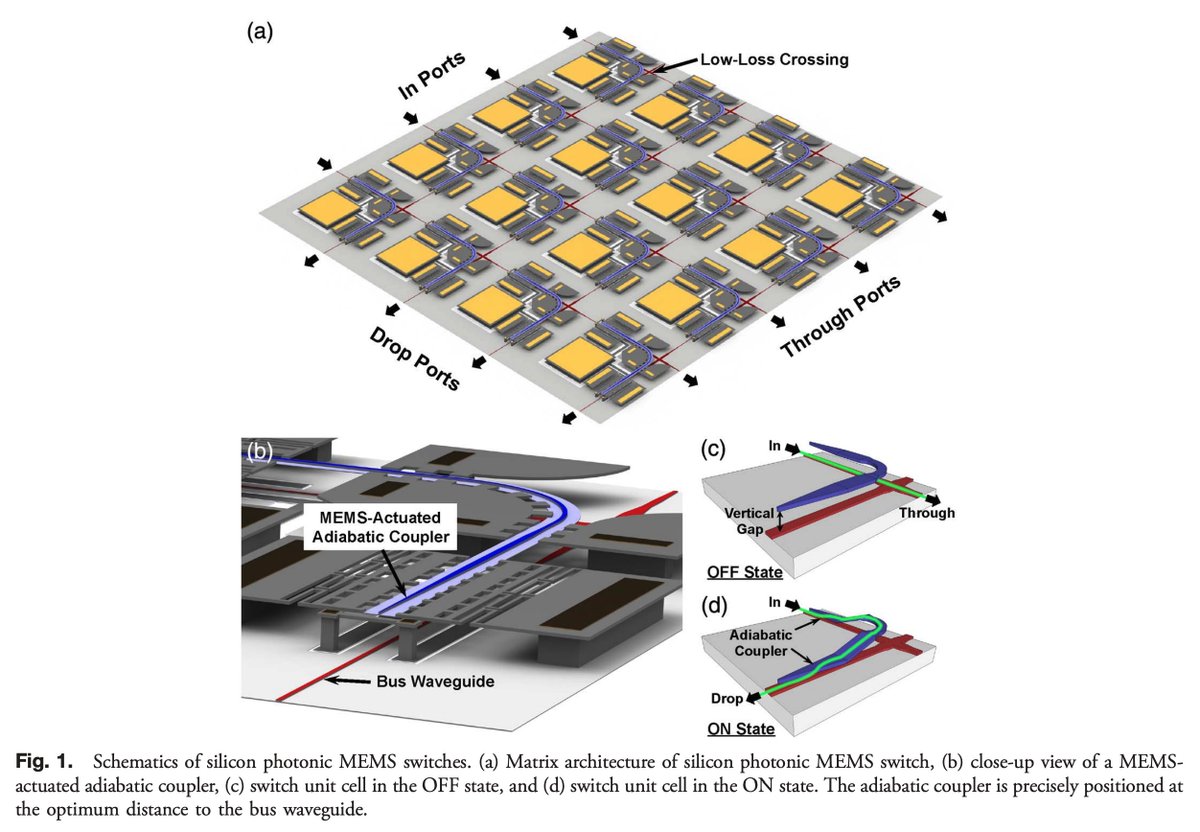 (a)
Low-Loss Crossing
In Ports
Drop Ports
Through Ports
(b)
MEMS-Actuated
Adiabatic Coupler
Bus Waveguide
(c)
In
Vertical
Gap
Through
OFF State
(d)
In
Adiabatic
Coupler
Drop
ON State
Fig. 1. Schematics of silicon photonic MEMS switches. (a) Matrix architecture of silicon photonic MEMS switch, (b) close-up view of a MEMS-
actuated adiabatic coupler, (c) switch unit cell in the OFF state, and (d) switch unit cell in the ON state. The adiabatic coupler is precisely positioned at
the optimum distance to the bus waveguide.